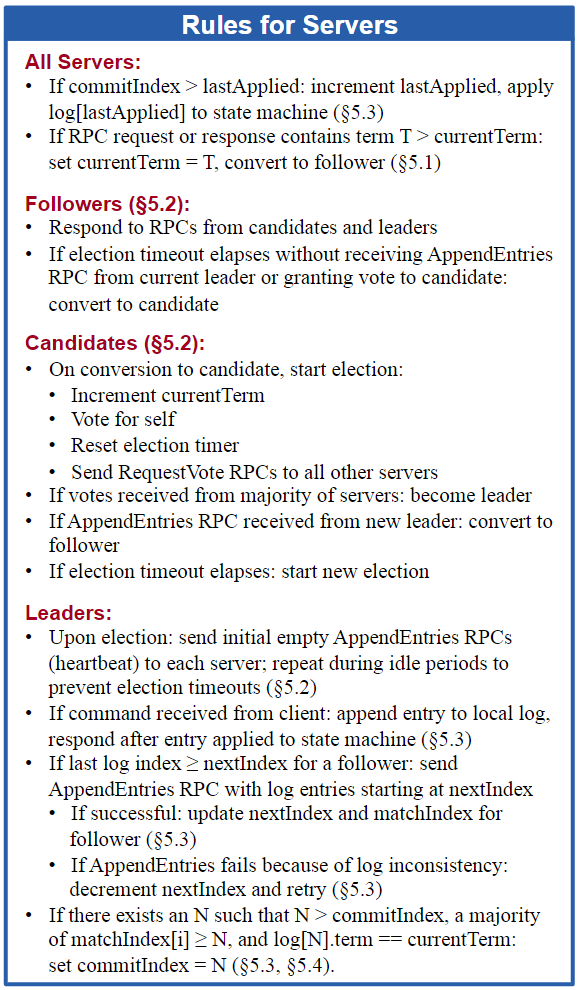 Rules for Servers
All Servers:
• If commitIndex > lastApplied: increment lastApplied, apply
log[lastApplied] to state machine (§5.3)
• If RPC request or response contains term T > currentTerm:
set currentTerm = T, convert to follower (§5.1)
Followers (§5.2):
• Respond to RPCs from candidates and leaders
• If election timeout elapses without receiving AppendEntries
RPC from current leader or granting vote to candidate:
convert to candidate
Candidates (§5.2):
• On conversion to candidate, start election:
• Increment currentTerm
• Vote for self
• Reset election timer
• Send RequestVote RPCs to all other servers
• If votes received from majority of servers: become leader
• If AppendEntries RPC received from new leader: convert to
follower
• If election timeout elapses: start new election
Leaders:
• Upon election: send initial empty AppendEntries RPCs
(heartbeat) to each server; repeat during idle periods to
prevent election timeouts (§5.2)
• If command received from client: append entry to local log,
respond after entry applied to state machine (§5.3)
• If last log index ≥ nextIndex for a follower: send
AppendEntries RPC with log entries starting at nextIndex
• If successful: update nextIndex and matchIndex for
follower (§5.3)
• If AppendEntries fails because of log inconsistency:
decrement nextIndex and retry (§5.3)
• If there exists an N such that N > commitIndex, a majority
of matchIndex[i] ≥ N, and log[N].term == currentTerm:
set commitIndex = N (§5.3, §5.4).